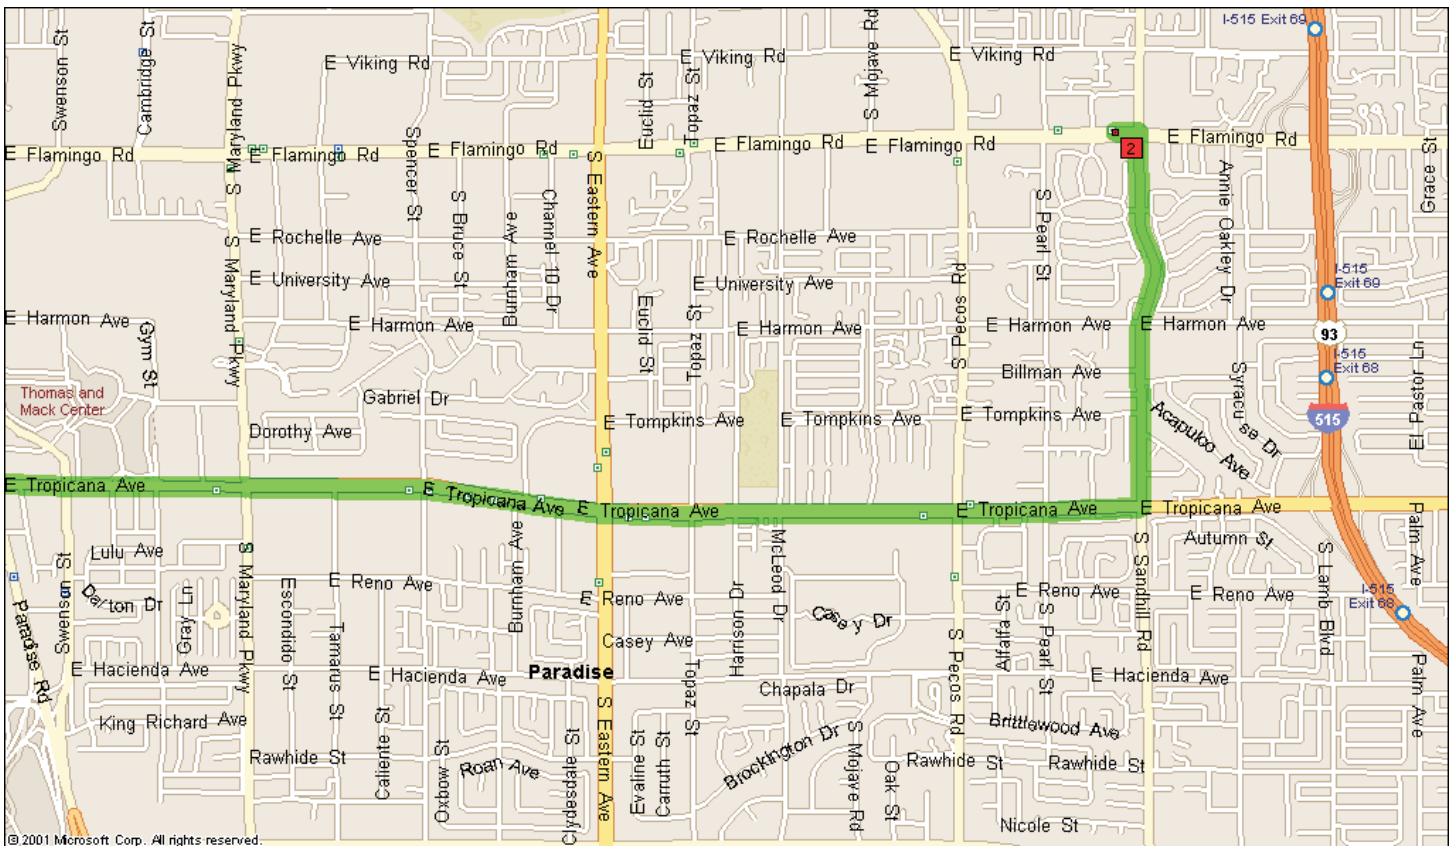 I-515 Exit 69
Swenson St
Cambridge St
S Maryland Pkwy
E Viking Rd
Euclid St
Topaz St
E Viking Rd
S Mojave Rd
E Viking Rd
E Flamingo Rd
E Flamingo Rd
Spencer St
E Flamingo Rd
S Eastern Ave
E Flamingo Rd
E Flamingo Rd
2
E Flamingo Rd
Grace St
S Bruce St
Burnham Ave
Channel 10 Dr
S Pearl St
Annie Oakley Dr
S Maryland Pkwy
E Rochelle Ave
E Rochelle Ave
E University Ave
E University Ave
S Pecos Rd
I-515
Exit 69
E Harmon Ave
Gym St
E Harmon Ave
Euclid St
Topaz St
E Harmon Ave
E Harmon Ave
E Harmon Ave
93
I-515
Exit 68
El Pastor Ln
Thomas and
Mack Center
Gabriel Dr
Billman Ave
Syracuse Dr
Dorothy Ave
E Tompkins Ave
E Tompkins Ave
E Tompkins Ave
Acapulco Ave
515
E Tropicana Ave
E Tropicana Ave
E Tropicana Ave
E Tropicana Ave
E Tropicana Ave
Palm Ave
Lulu Ave
Burnham Ave
McLeod Dr
S Sandhill Rd
Autumn St
S Lamb Blvd
Swenson St
Dalton Dr
Gray Ln
S Maryland Pkwy
Escondido St
E Reno Ave
E Reno Ave
Harrison Dr
Casey Dr
E Reno Ave
E Reno Ave
I-515
Exit 68
Paradise Rd
Tamarus St
Casey Ave
S Pecos Rd
Alfalfa St
S Pearl St
E Hacienda Ave
E Hacienda Ave
Paradise
Topaz St
Chapala Dr
E Hacienda Ave
Palm Ave
King Richard Ave
Caliente St
S Eastern Ave
Brittlewood Ave
Rawhide St
Oxbow St
Roan Ave
Clydesdale St
Evaline St
Carruth St
Brockington Dr
S Mojave Rd
Oak St
Rawhide St
Rawhide St
Nicole St
© 2001 Microsoft Corp. All rights reserved.